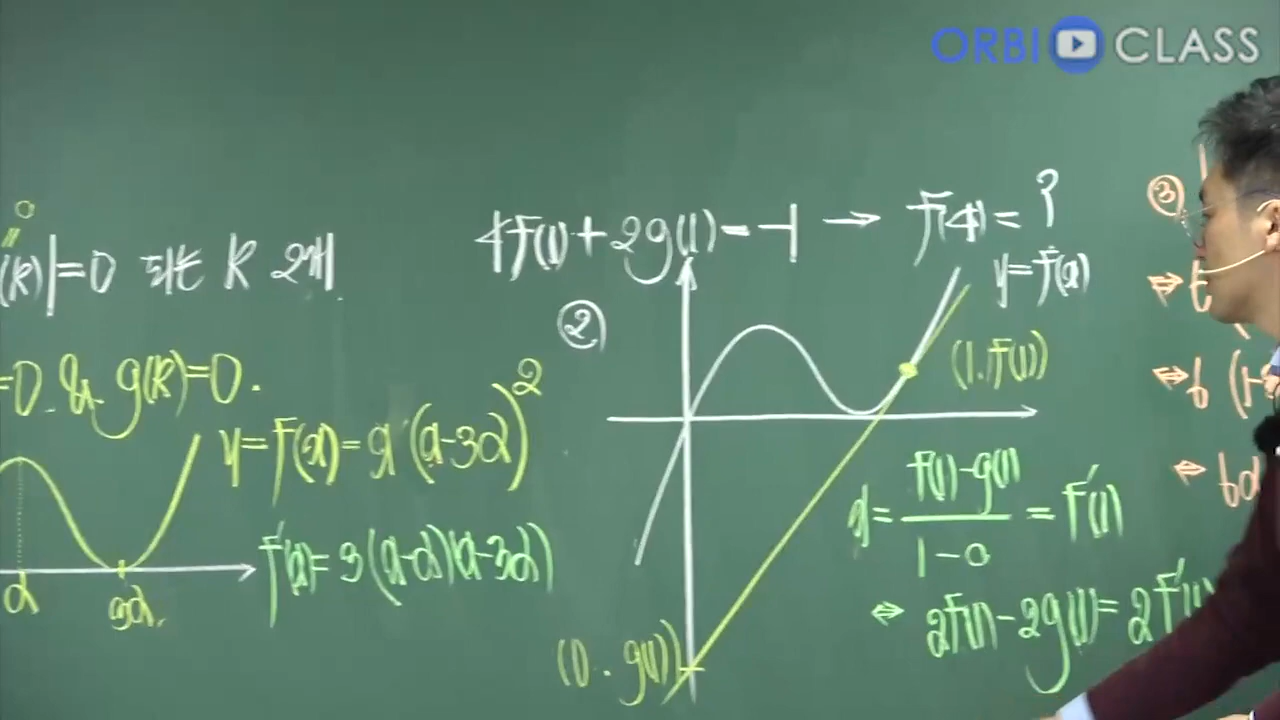 ORBI CLASS
(k)|=0 되는 k 2개.
=0 & g(k)=0.
y=f(x)=x(x-3α)²
f'(x)=3(x-α)(x-3α)
α
3α
4f(1)+2g(1)=-1 → f(4)=?
②
y=f(x)
(1, f(1))
(0, g(1))
f(1)-g(1)/1-0 = f'(1)
⇔ 2f(1)-2g(1)=2f'(1)
③